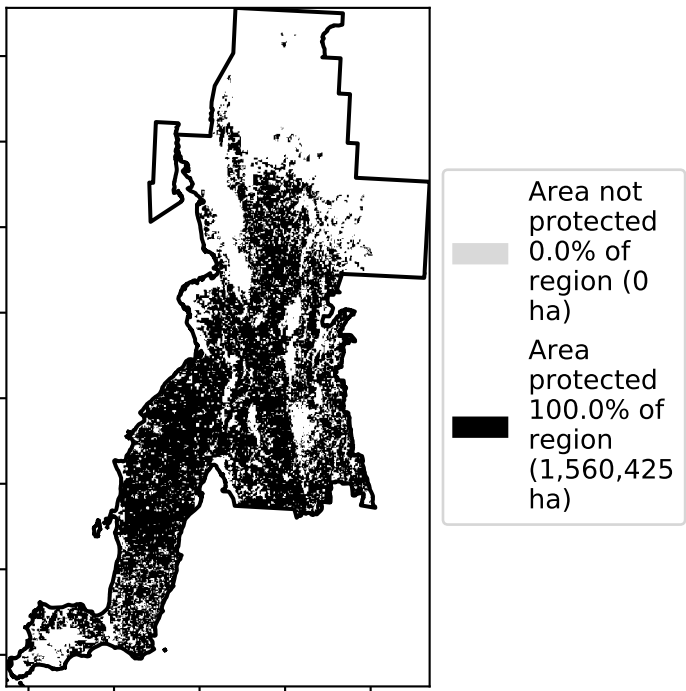 Area not
protected
0.0% of
region (0
ha)
Area
protected
100.0% of
region
(1,560,425
ha)